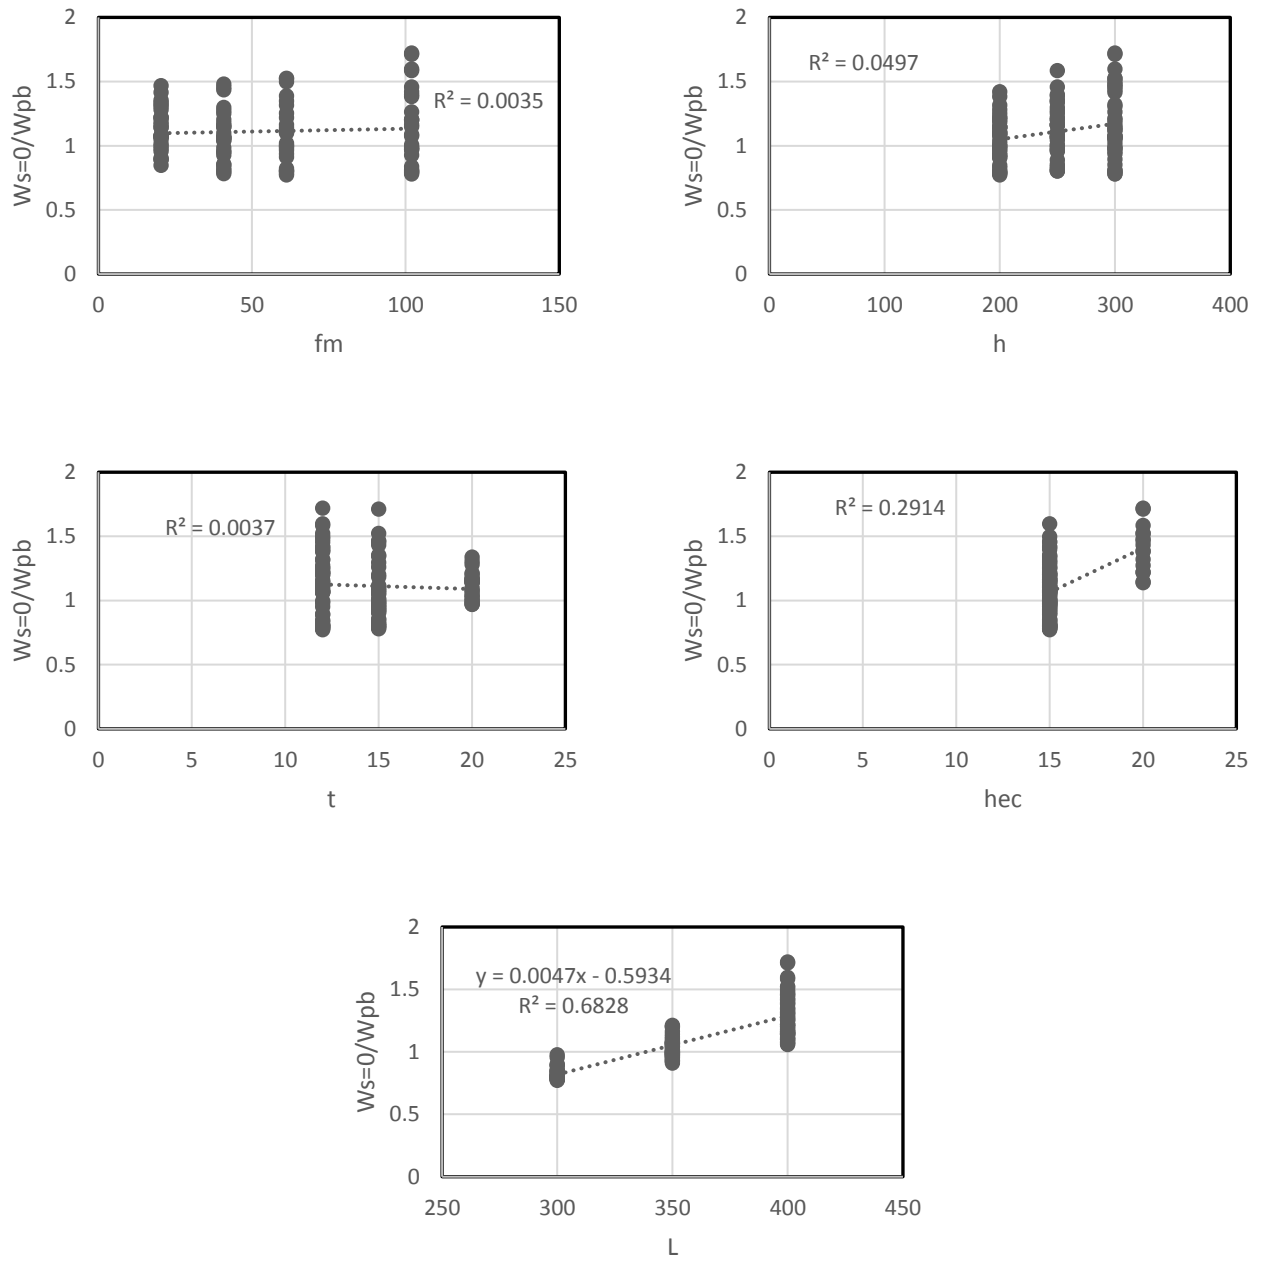 2
1.5
1
0.5
0
Ws=0/Wpb
R² = 0.0035
0 50 100 150
fm
2
1.5
1
0.5
0
Ws=0/Wpb
R² = 0.0497
0 100 200 300 400
h
2
1.5
1
0.5
0
Ws=0/Wpb
R² = 0.0037
0 5 10 15 20 25
t
2
1.5
1
0.5
0
Ws=0/Wpb
R² = 0.2914
0 5 10 15 20 25
hec
2
1.5
1
0.5
0
Ws=0/Wpb
y = 0.0047x - 0.5934
R² = 0.6828
250 300 350 400 450
L